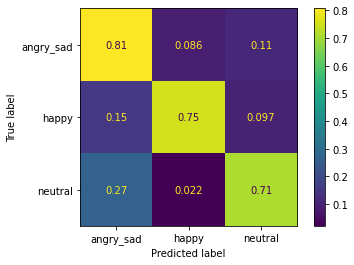 0.8
angry_sad 0.81 0.086 0.11
0.7
0.6
0.5
True label happy 0.15 0.75 0.097
0.4
0.3
neutral 0.27 0.022 0.71
0.2
0.1
angry_sad happy neutral
Predicted label